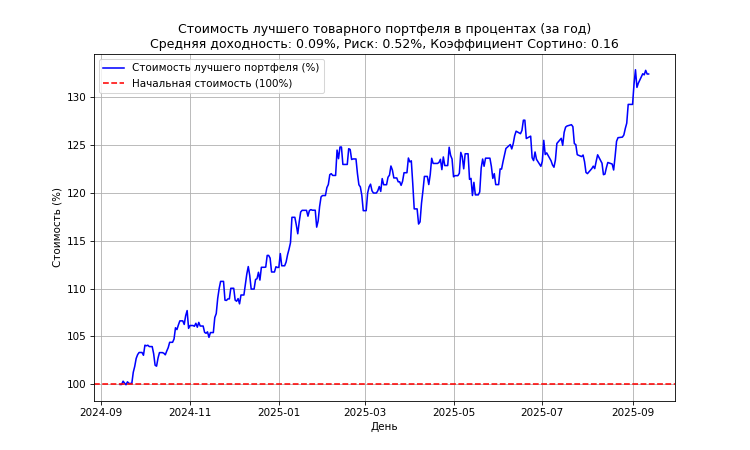 Стоимость лучшего товарного портфеля в процентах (за год)
Средняя доходность: 0.09%, Риск: 0.52%, Коэффициент Сортино: 0.16
Стоимость лучшего портфеля (%)
Начальная стоимость (100%)
Стоимость (%)
130
125
120
115
110
105
100
2024-09
2024-11
2025-01
2025-03
2025-05
2025-07
2025-09
День